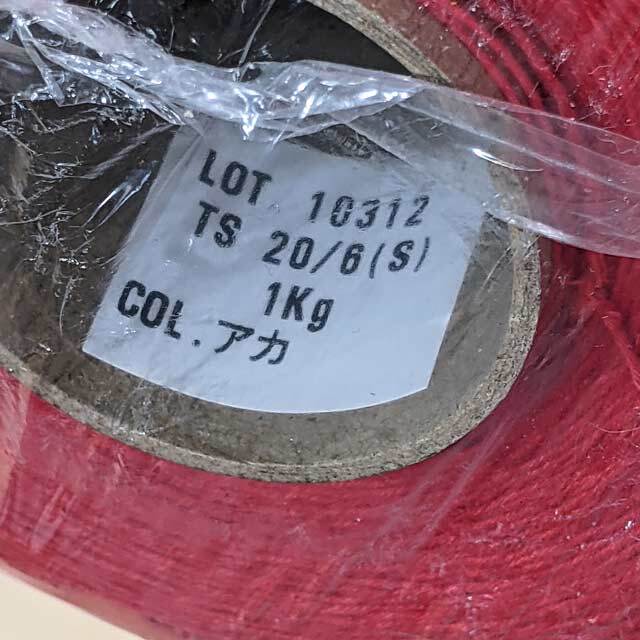 LOT 10312
TS 20/6(S)
1Kg
COL.アカ